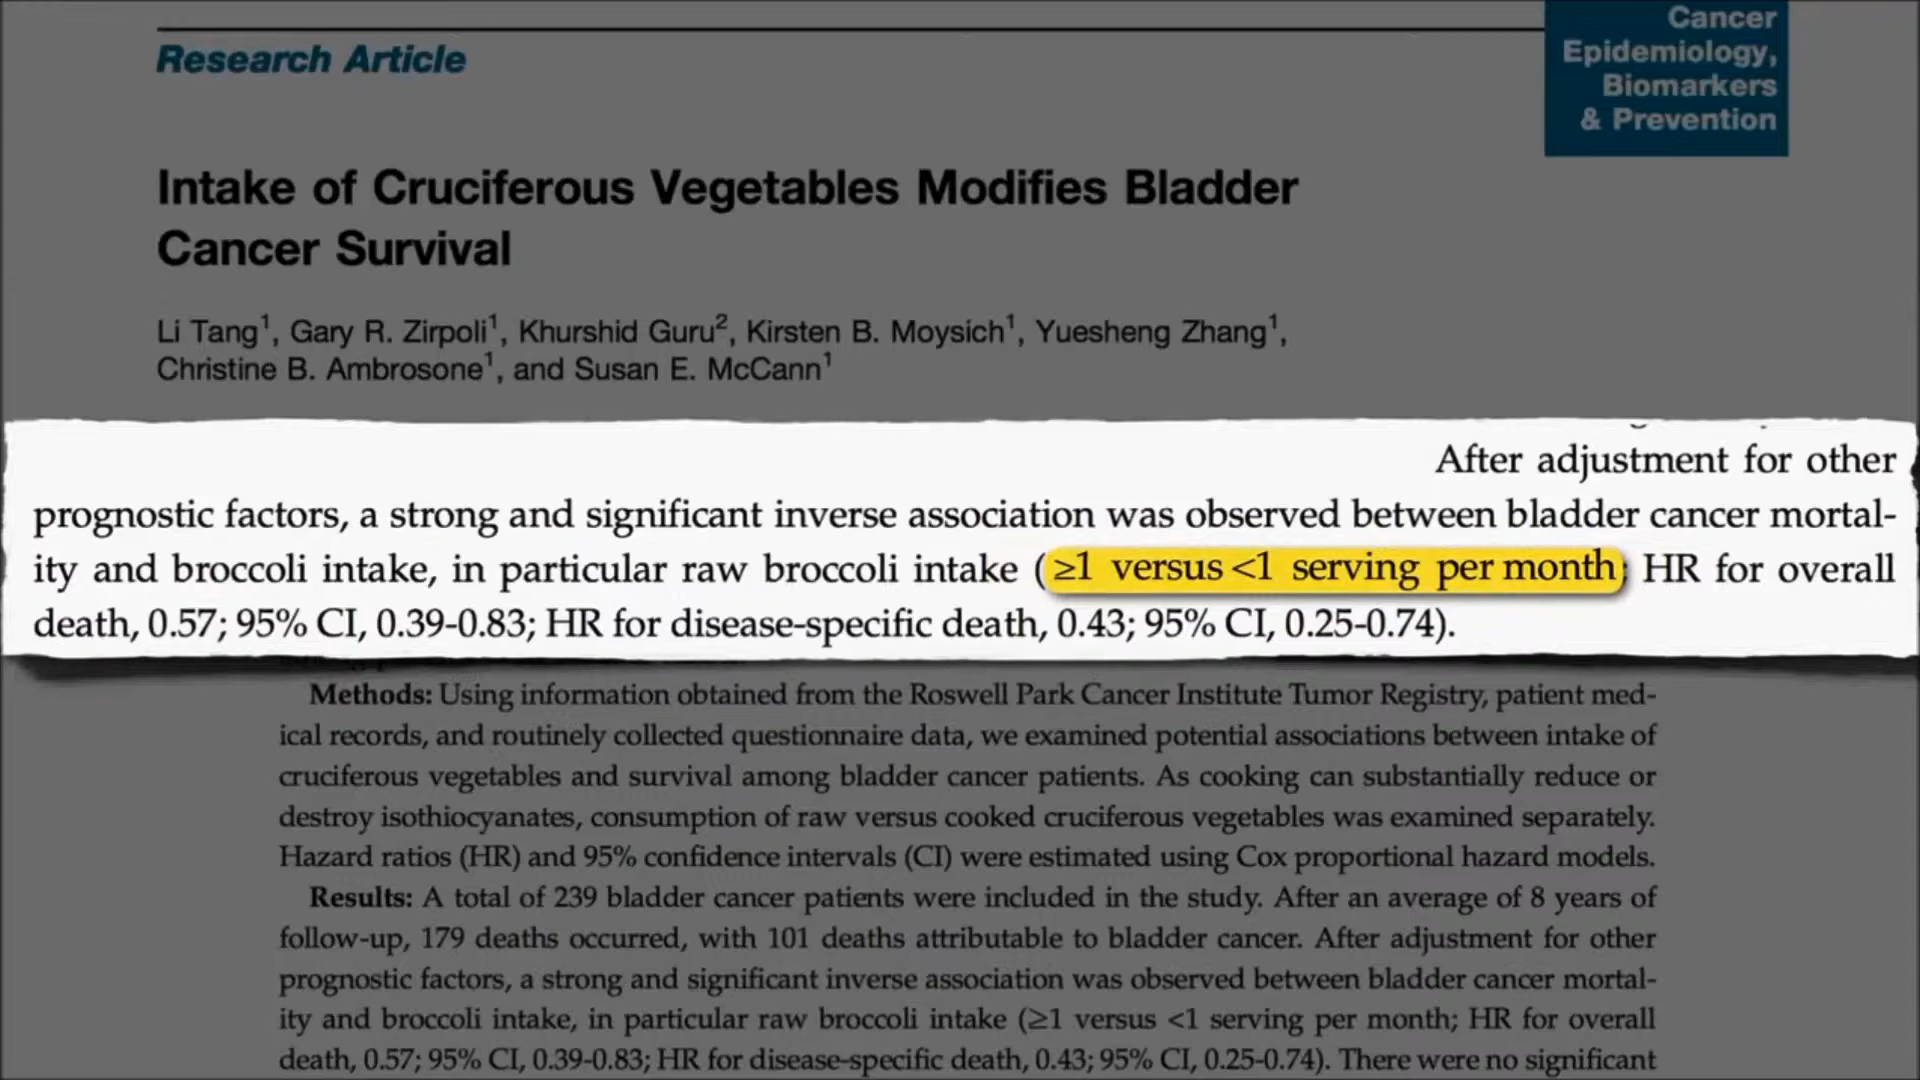 Cancer
Epidemiology,
Biomarkers
& Prevention
Research Article
Intake of Cruciferous Vegetables Modifies Bladder
Cancer Survival
Li Tang1, Gary R. Zirpoli1, Khurshid Guru2, Kirsten B. Moysich1, Yuesheng Zhang1,
Christine B. Ambrosone1, and Susan E. McCann1
After adjustment for other
prognostic factors, a strong and significant inverse association was observed between bladder cancer mortal-
ity and broccoli intake, in particular raw broccoli intake (≥1 versus <1 serving per month; HR for overall
death, 0.57; 95% CI, 0.39-0.83; HR for disease-specific death, 0.43; 95% CI, 0.25-0.74).
Methods: Using information obtained from the Roswell Park Cancer Institute Tumor Registry, patient med-
ical records, and routinely collected questionnaire data, we examined potential associations between intake of
cruciferous vegetables and survival among bladder cancer patients. As cooking can substantially reduce or
destroy isothiocyanates, consumption of raw versus cooked cruciferous vegetables was examined separately.
Hazard ratios (HR) and 95% confidence intervals (CI) were estimated using Cox proportional hazard models.
Results: A total of 239 bladder cancer patients were included in the study. After an average of 8 years of
follow-up, 179 deaths occurred, with 101 deaths attributable to bladder cancer. After adjustment for other
prognostic factors, a strong and significant inverse association was observed between bladder cancer mortal-
ity and broccoli intake, in particular raw broccoli intake (≥1 versus <1 serving per month; HR for overall
death, 0.57; 95% CI, 0.39-0.83; HR for disease-specific death, 0.43; 95% CI, 0.25-0.74). There were no significant